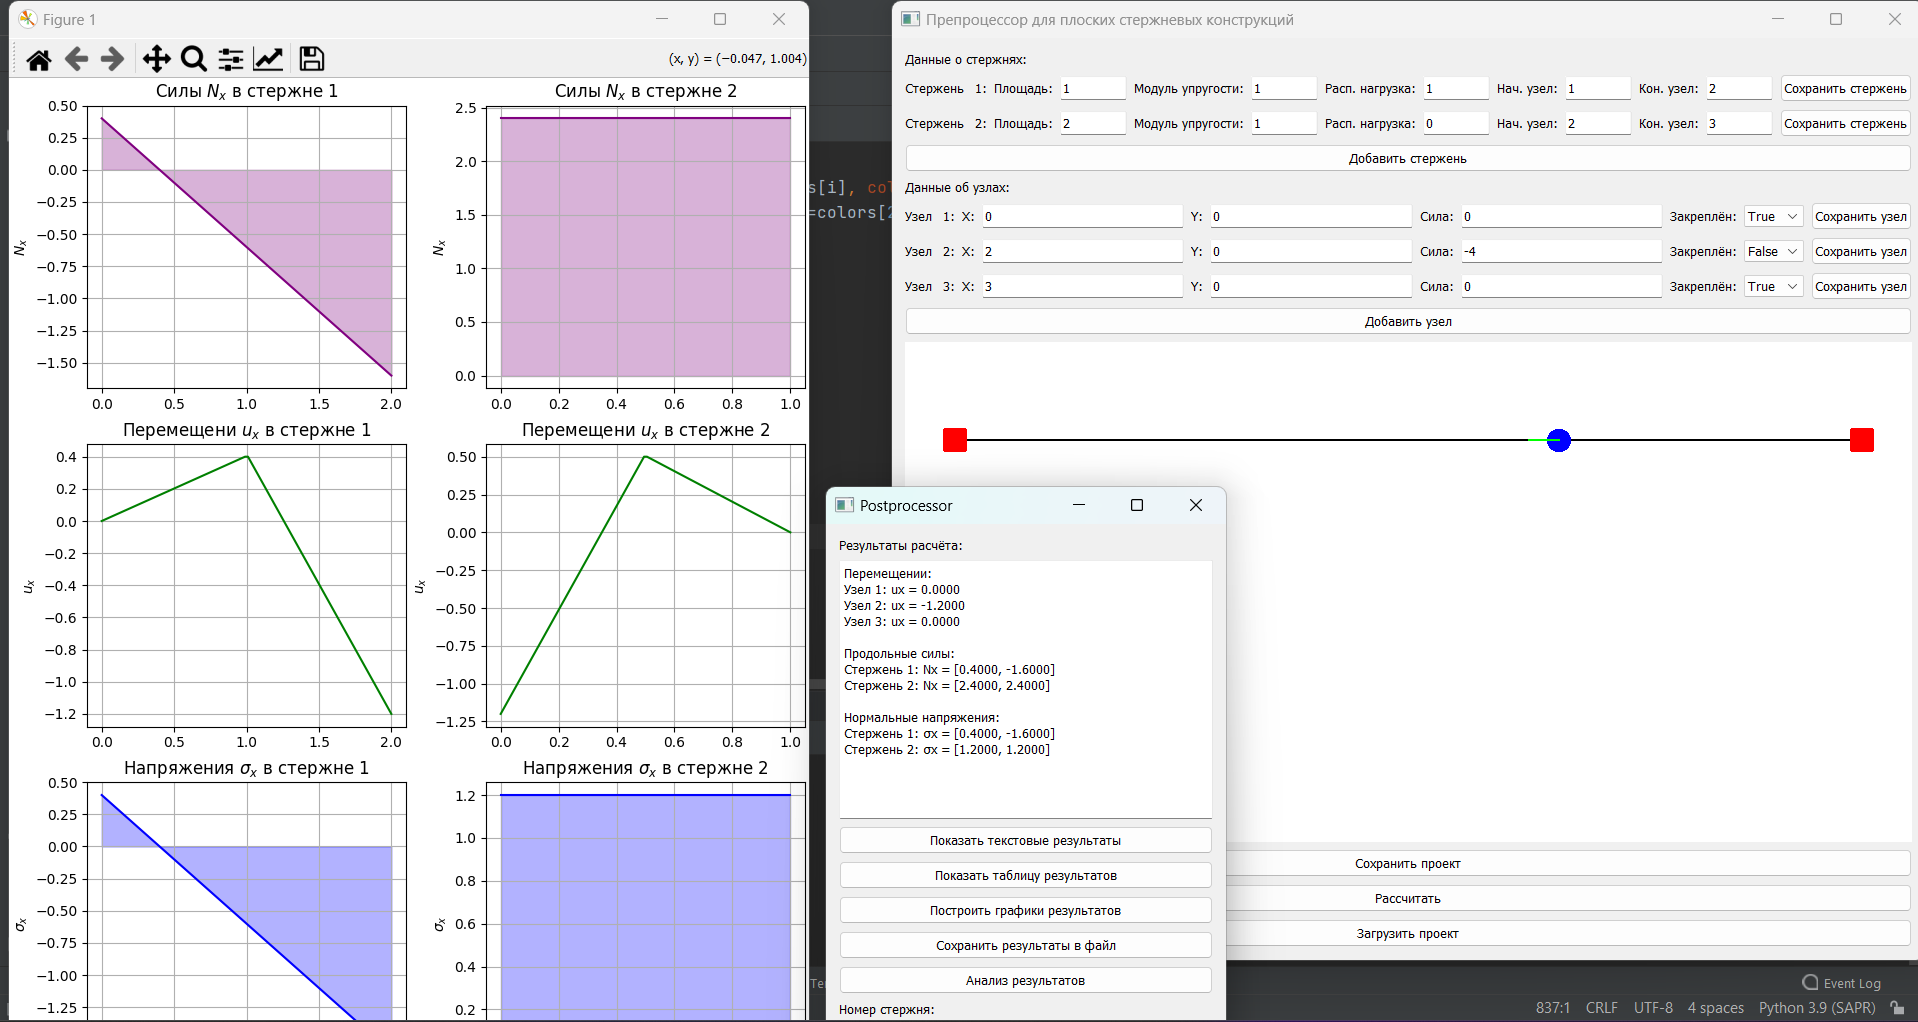 Figure 1
(x, y) = (−0.047, 1.004)
Силы Nx в стержне 1
0.50
0.25
0.00
−0.25
−0.50
−0.75
−1.00
−1.25
−1.50
Nx
0.0 0.5 1.0 1.5 2.0
Силы Nx в стержне 2
2.5
2.0
1.5
1.0
0.5
0.0
Nx
0.0 0.2 0.4 0.6 0.8 1.0
Перемещени ux в стержне 1
0.4
0.2
0.0
−0.2
−0.4
−0.6
−0.8
−1.0
−1.2
ux
0.0 0.5 1.0 1.5 2.0
Перемещени ux в стержне 2
0.50
0.25
0.00
−0.25
−0.50
−0.75
−1.00
−1.25
ux
0.0 0.2 0.4 0.6 0.8 1.0
Напряжения σx в стержне 1
0.50
0.25
0.00
−0.25
−0.50
−0.75
−1.00
−1.25
σx
Напряжения σx в стержне 2
1.2
1.0
0.8
0.6
0.4
0.2
σx
s[i], co
=colors[
Препроцессор для плоских стержневых конструкций
Данные о стержнях:
Стержень 1: Площадь: 1 Модуль упругости: 1 Расп. нагрузка: 1 Нач. узел: 1 Кон. узел: 2 Сохранить стержень
Стержень 2: Площадь: 2 Модуль упругости: 1 Расп. нагрузка: 0 Нач. узел: 2 Кон. узел: 3 Сохранить стержень
Добавить стержень
Данные об узлах:
Узел 1: X: 0 Y: 0 Сила: 0 Закреплён: True Сохранить узел
Узел 2: X: 2 Y: 0 Сила: -4 Закреплён: False Сохранить узел
Узел 3: X: 3 Y: 0 Сила: 0 Закреплён: True Сохранить узел
Добавить узел
Сохранить проект
Рассчитать
Загрузить проект
Postprocessor
Результаты расчёта:
Перемещении:
Узел 1: ux = 0.0000
Узел 2: ux = -1.2000
Узел 3: ux = 0.0000
Продольные силы:
Стержень 1: Nx = [0.4000, -1.6000]
Стержень 2: Nx = [2.4000, 2.4000]
Нормальные напряжения:
Стержень 1: σx = [0.4000, -1.6000]
Стержень 2: σx = [1.2000, 1.2000]
Показать текстовые результаты
Показать таблицу результатов
Построить графики результатов
Сохранить результаты в файл
Анализ результатов
Номер стержня:
Te
Event Log
837:1 CRLF UTF-8 4 spaces Python 3.9 (SAPR)